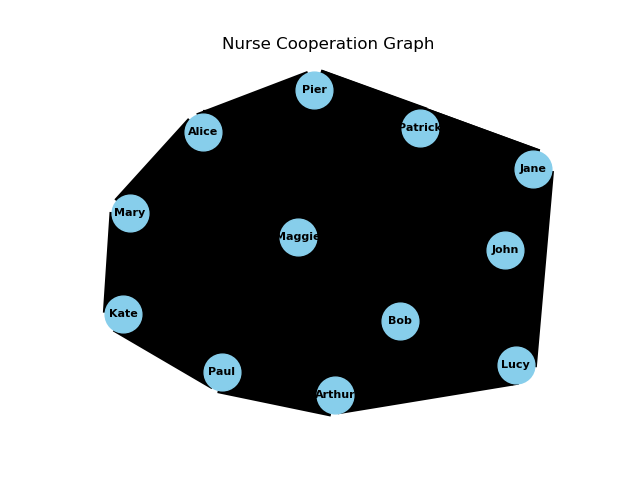 Nurse Cooperation Graph
Pier
Patrick
Alice
Jane
Mary
Maggie
John
Kate
Bob
Lucy
Paul
Arthur